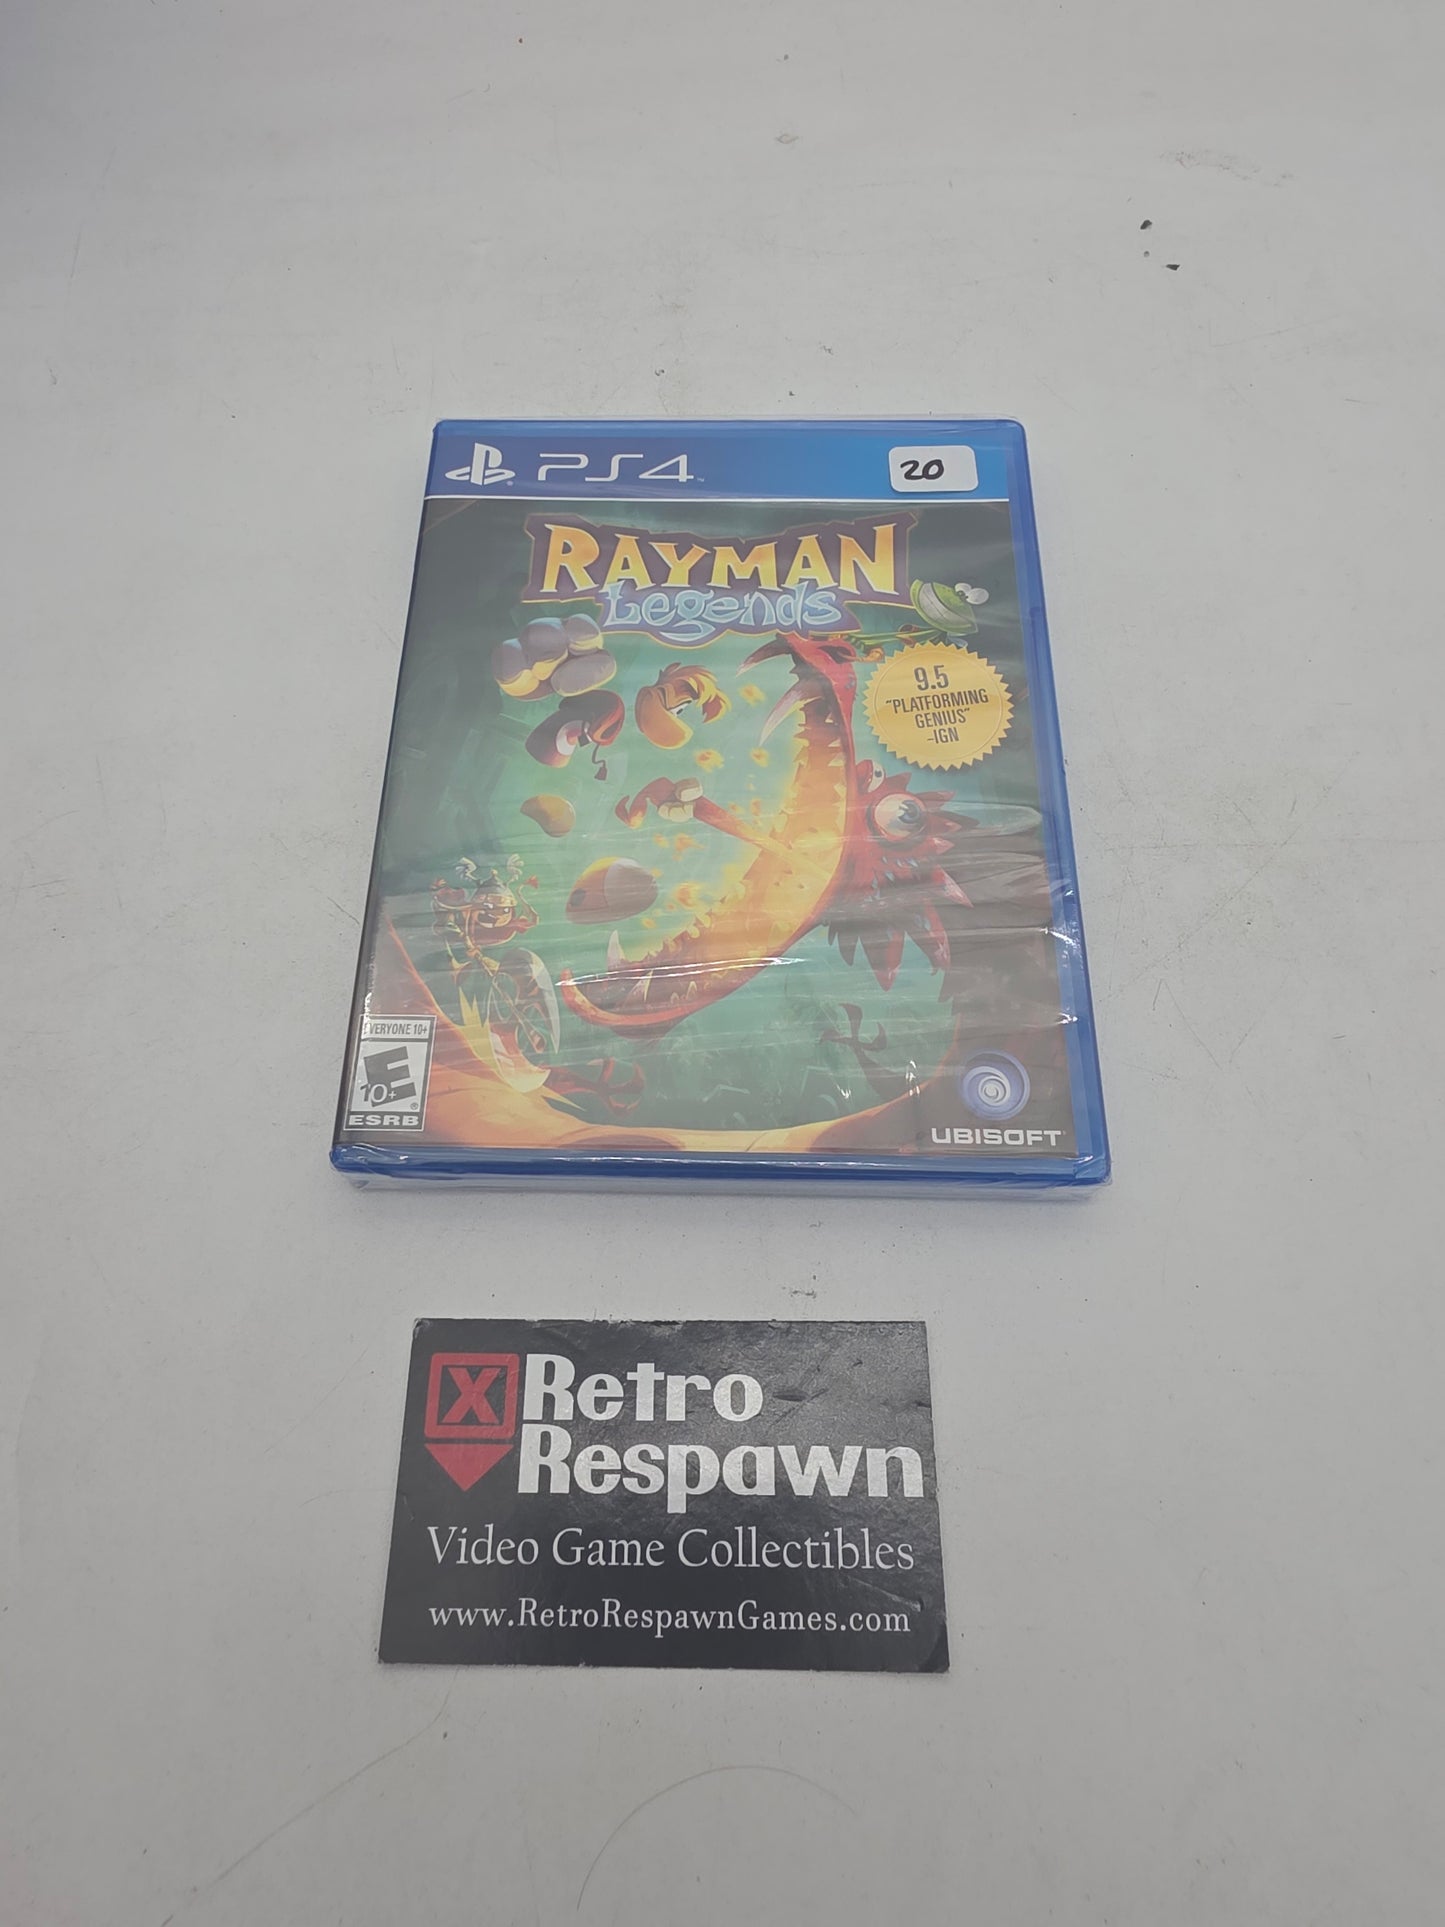 PS4
20
RAYMAN
Legends
9.5
"PLATFORMING
GENIUS"
-IGN
EVERYONE 10+
E
10+
ESRB
UBISOFT
X Retro
Respawn
Video Game Collectibles
www.RetroRespawnGames.com